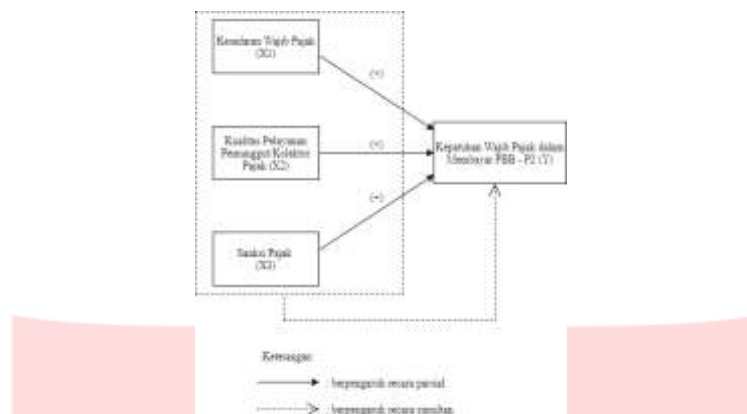 Kesadaran Wajib Pajak
(X1)
(+)
Kualitas Pelayanan
Pemungut Kolektor
Pajak (X2)
(+)
Kepatuhan Wajib Pajak dalam
Membayar PBB - P2 (Y)
(+)
Sanksi Pajak
(X3)
Keterangan:
: berpengaruh secara parsial
: berpengaruh secara simultan